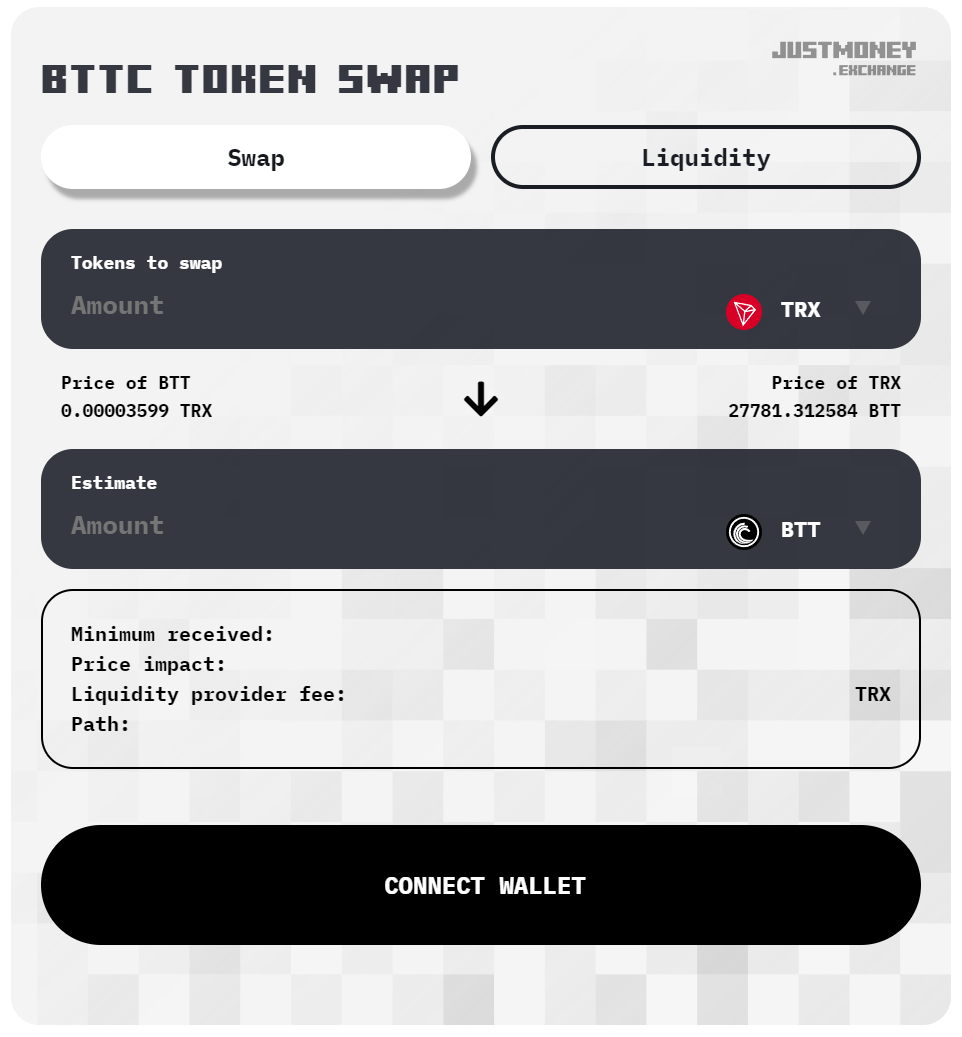 JUSTMONEY
.EXCHANGE
BTTC TOKEN SWAP
Swap
Liquidity
Tokens to swap
Amount
TRX
Price of BTT
0.00003599 TRX
Price of TRX
27781.312584 BTT
Estimate
Amount
BTT
Minimum received:
Price impact:
Liquidity provider fee: TRX
Path:
CONNECT WALLET